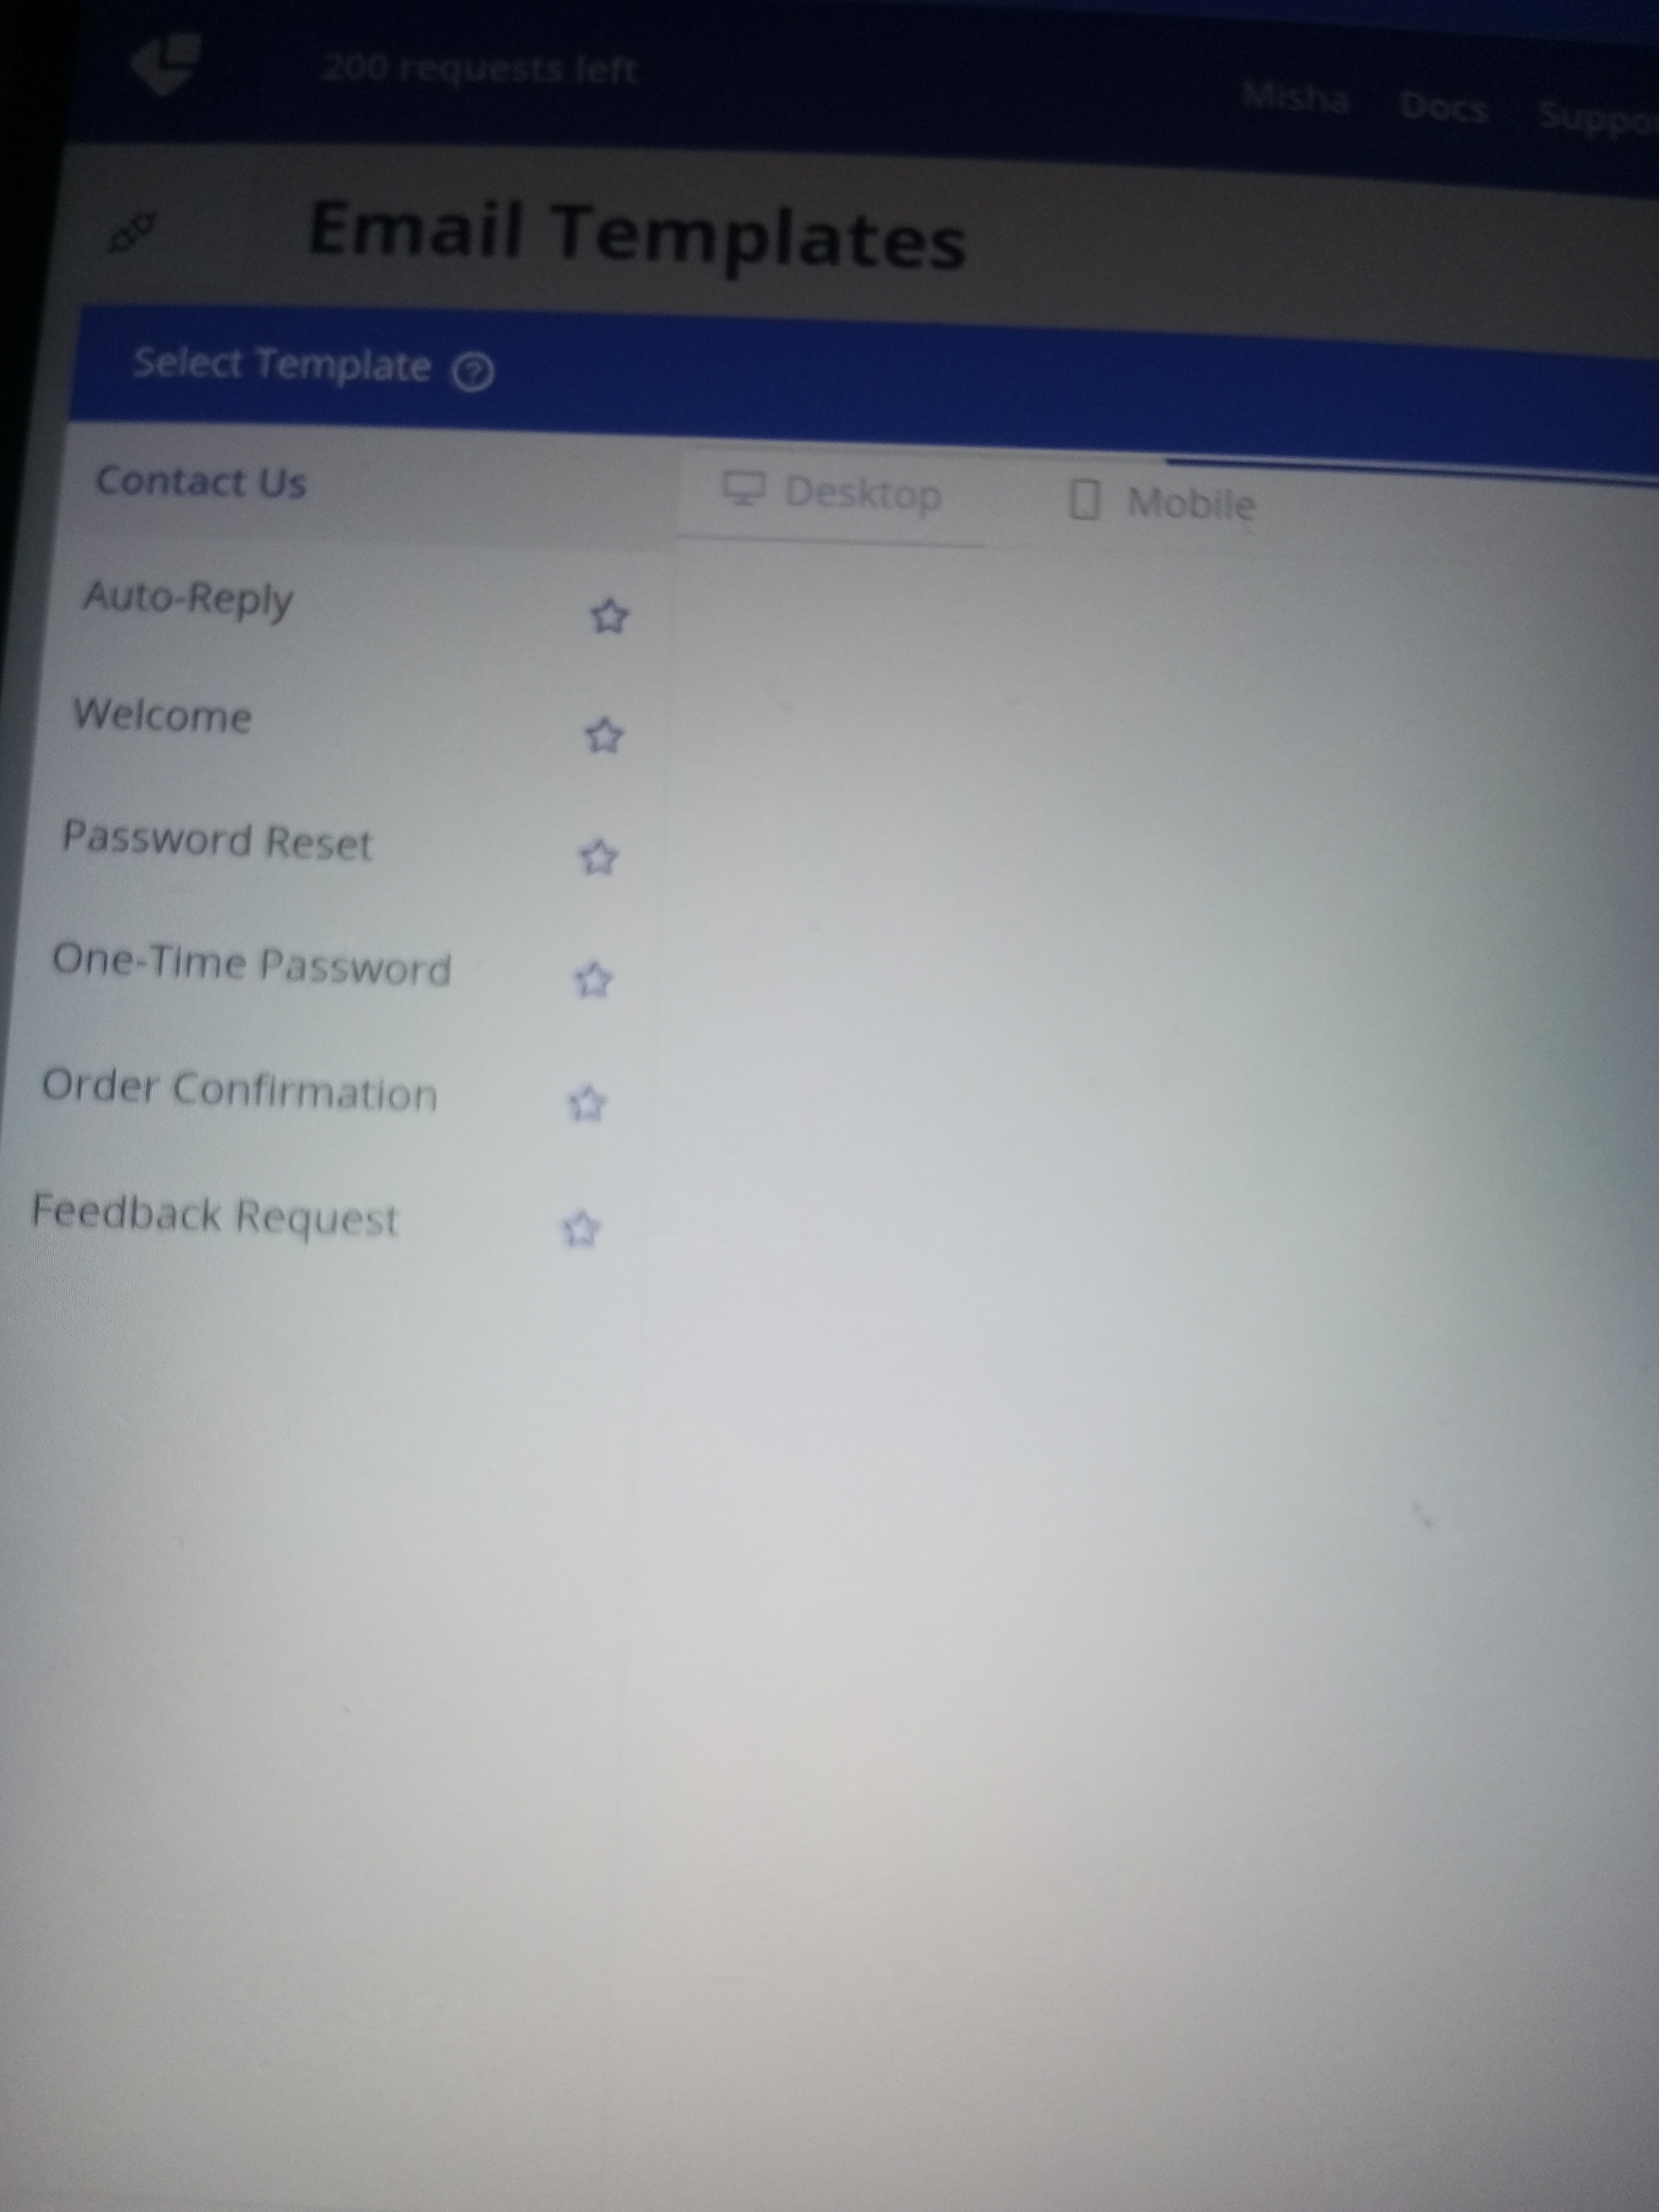 200 requests left
Misha Docs
Email Templates
Select Template ?
Contact Us
Desktop Mobile
Auto-Reply
Welcome
Password Reset
One-Time Password
Order Confirmation
Feedback Request